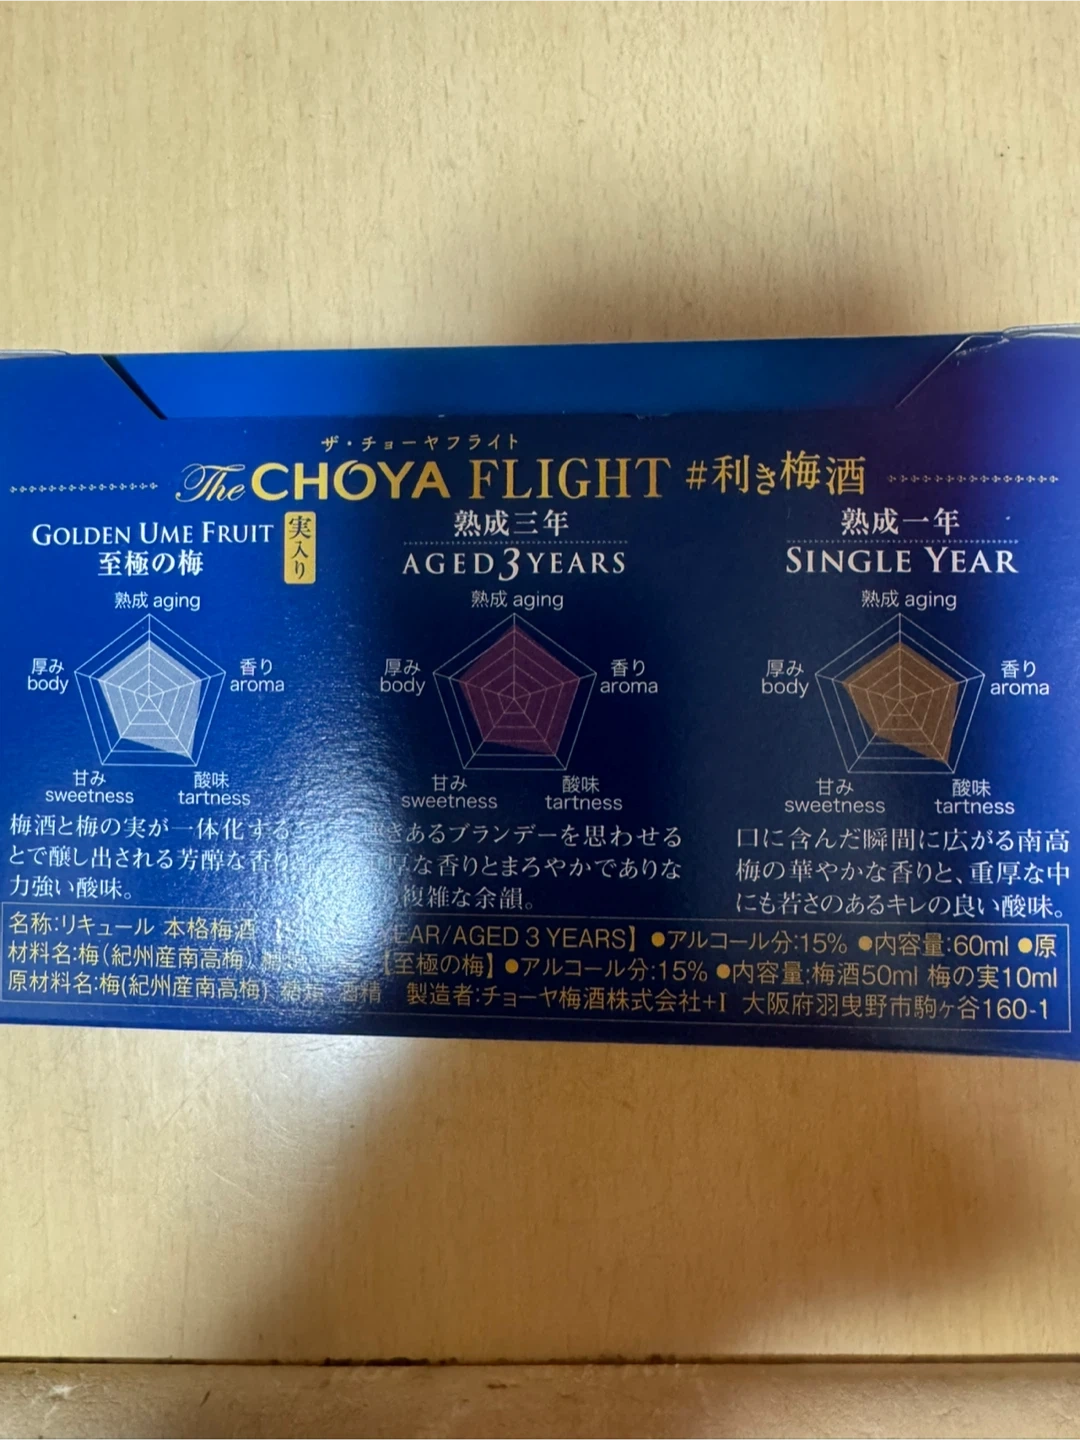 ザ・チョーヤフライト
The CHOYA FLIGHT #利き梅酒
GOLDEN UME FRUIT
至極の梅
実入り
熟成 aging
香り
aroma
酸味
tartness
甘み
sweetness
厚み
body
梅酒と梅の実が一体化する
とで醸し出される芳醇な香り
力強い酸味。
熟成三年
AGED 3 YEARS
熟成 aging
香り
aroma
酸味
tartness
甘み
sweetness
厚み
body
あるブランデーを思わせる
厚な香りとまろやかでありな
複雑な余韻。
熟成一年
SINGLE YEAR
熟成 aging
香り
aroma
酸味
tartness
甘み
sweetness
厚み
body
口に含んだ瞬間に広がる南高
梅の華やかな香りと、重厚な中
にも若さのあるキレの良い酸味。
名称:リキュール 本格梅酒 【 EAR/AGED 3 YEARS】 ●アルコール分:15% ●内容量:60ml ●原
材料名:梅(紀州産南高梅) 【至極の梅】 ●アルコール分:15% ●内容量:梅酒50ml 梅の実10ml
原材料名:梅(紀州産南高梅) 酒精 製造者:チョーヤ梅酒株式会社+I 大阪府羽曳野市駒ヶ谷160-1